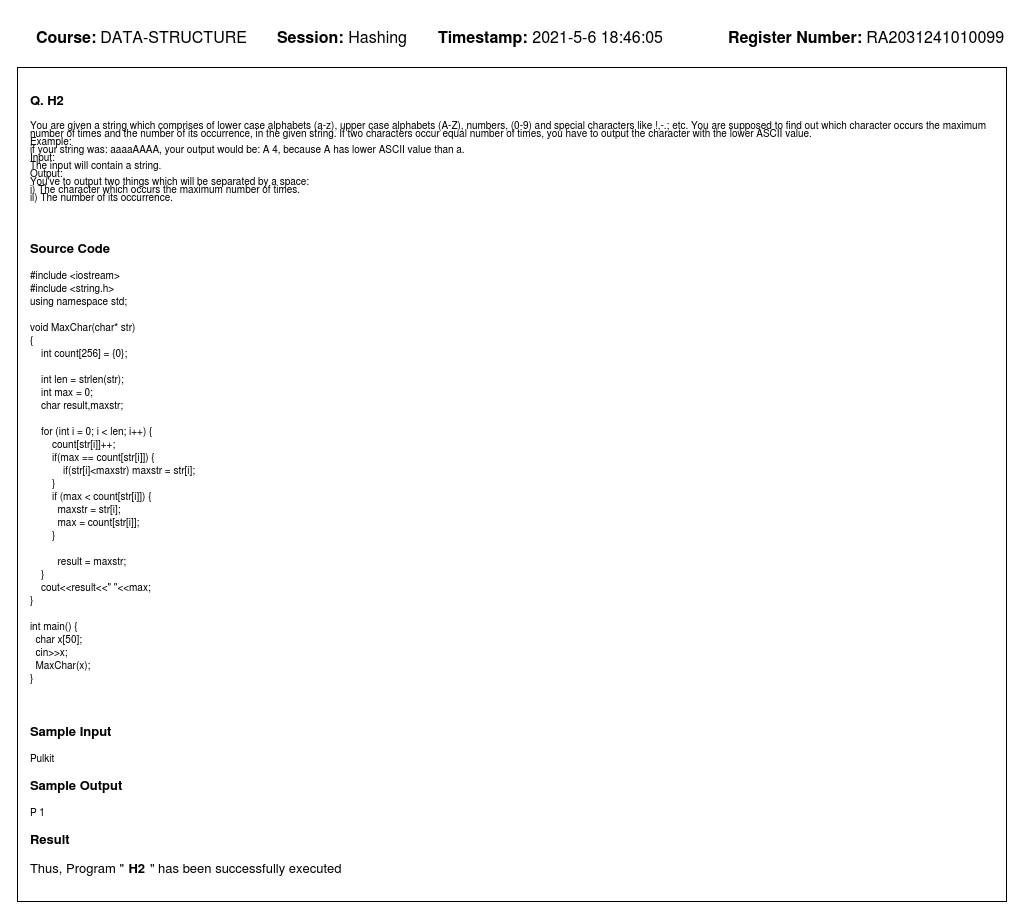 Course: DATA-STRUCTURE Session: Hashing Timestamp: 2021-5-6 18:46:05 Register Number: RA2031241010099
Q. H2
You are given a string which comprises of lower case alphabets (a-z), upper case alphabets (A-Z), numbers, (0-9) and special characters like !,-.; etc. You are supposed to find out which character occurs the maximum
number of times and the number of its occurrence, in the given string. If two characters occur equal number of times, you have to output the character with the lower ASCII value.
Example:
if your string was: aaaaAAAA, your output would be: A 4, because A has lower ASCII value than a.
Input:
The input will contain a string.
Output:
You've to output two things which will be separated by a space:
i) The character which occurs the maximum number of times.
ii) The number of its occurrence.
Source Code
#include <iostream>
#include <string.h>
using namespace std;
void MaxChar(char* str)
{
int count[256] = {0};
int len = strlen(str);
int max = 0;
char result,maxstr;
for (int i = 0; i < len; i++) {
count[str[i]]++;
if(max == count[str[i]]) {
if(str[i]<maxstr) maxstr = str[i];
}
if (max < count[str[i]]) {
maxstr = str[i];
max = count[str[i]];
}
result = maxstr;
}
cout<<result<<" "<<max;
}
int main() {
char x[50];
cin>>x;
MaxChar(x);
}
Sample Input
Pulkit
Sample Output
P 1
Result
Thus, Program " H2 " has been successfully executed